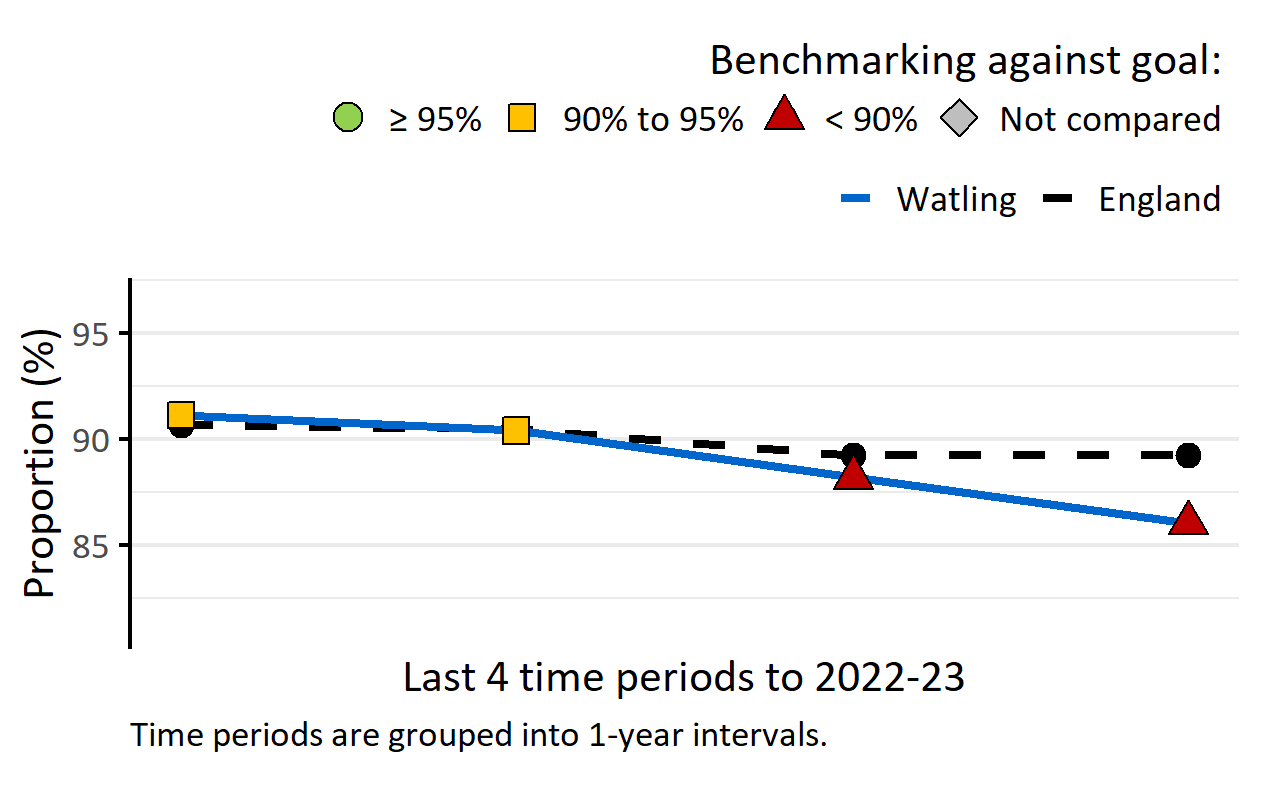 Benchmarking against goal:
≥ 95% 90% to 95% < 90% Not compared
Watling England
Proportion (%)
95
90
85
Last 4 time periods to 2022-23
Time periods are grouped into 1-year intervals.